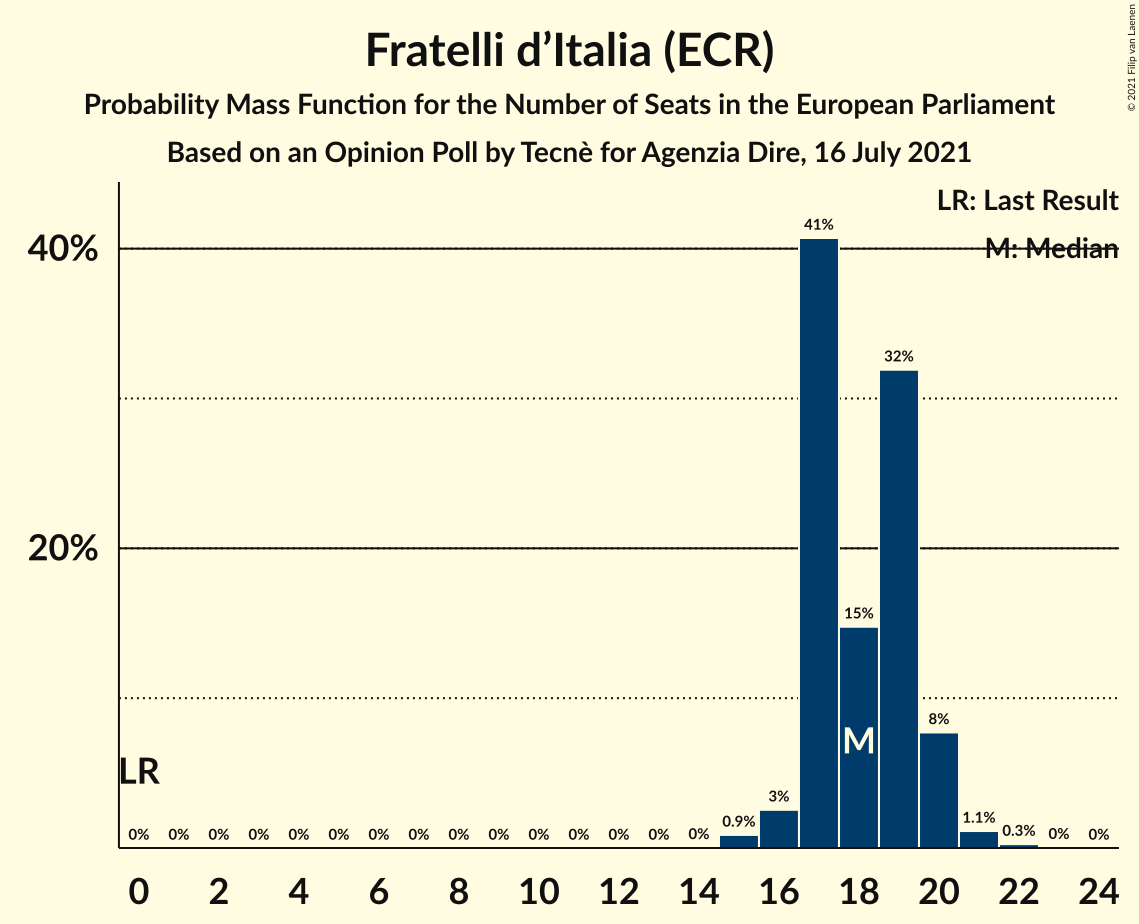 Fratelli d’Italia (ECR)
Probability Mass Function for the Number of Seats in the European Parliament
Based on an Opinion Poll by Tecnè for Agenzia Dire, 16 July 2021
© 2021 Filip van Laenen
LR: Last Result
M: Median
40%
20%
41%
32%
15%
8%
3%
0.9%
1.1%
0.3%
M
LR
0% 0% 0% 0% 0% 0% 0% 0% 0% 0% 0% 0% 0% 0% 0% 0% 0%
0 2 4 6 8 10 12 14 16 18 20 22 24